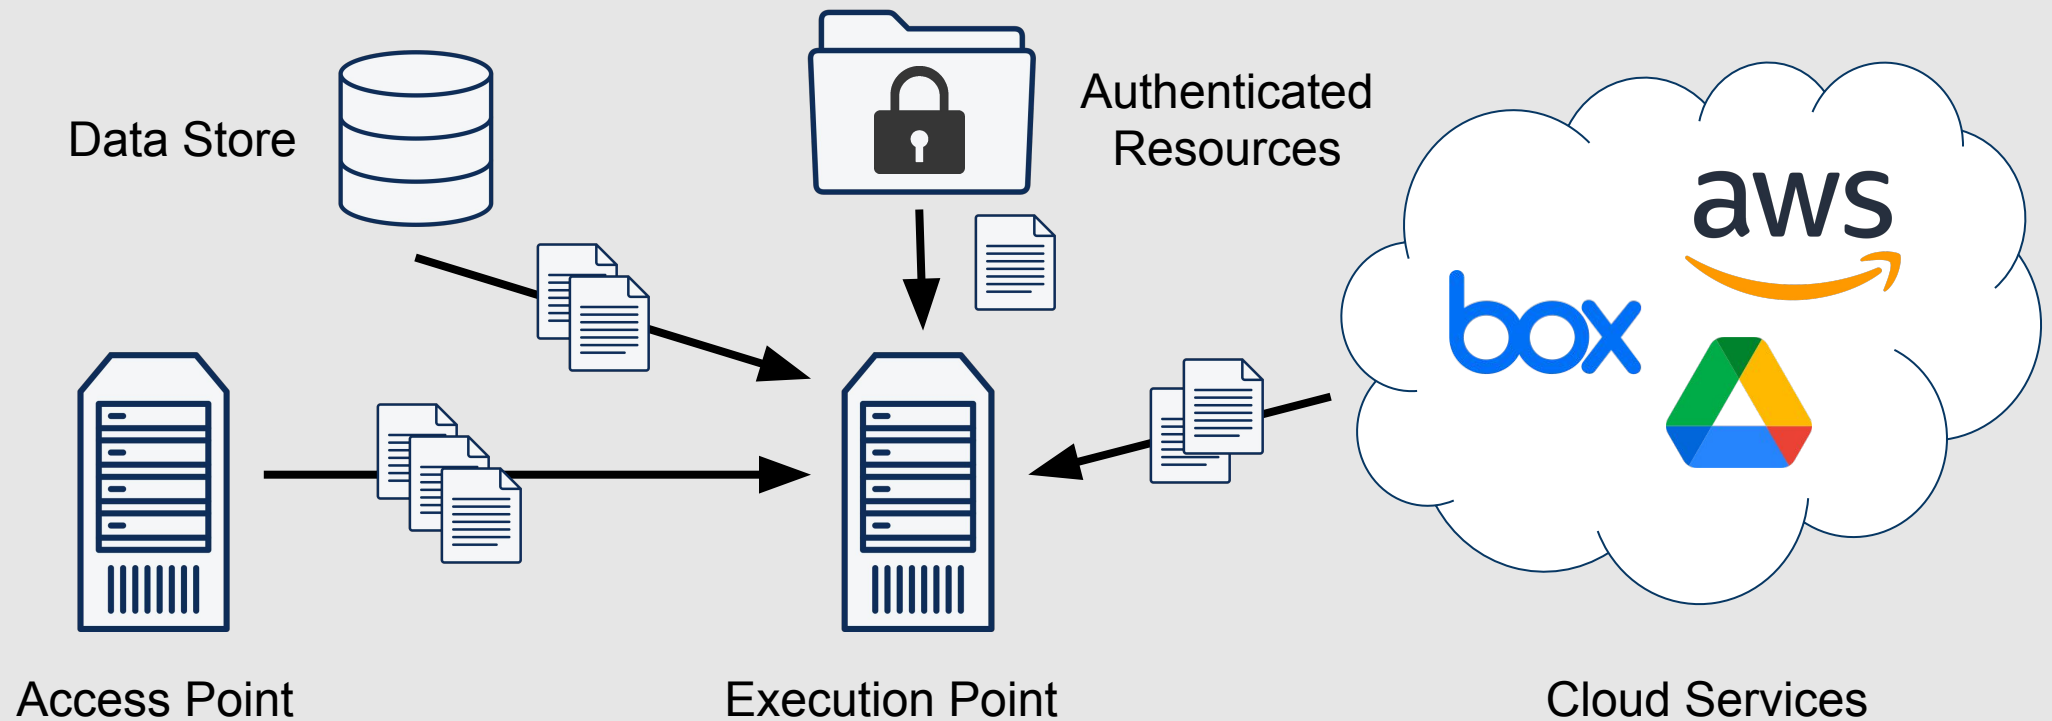 Data Store
Authenticated
Resources
aws
box
Access Point
Execution Point
Cloud Services